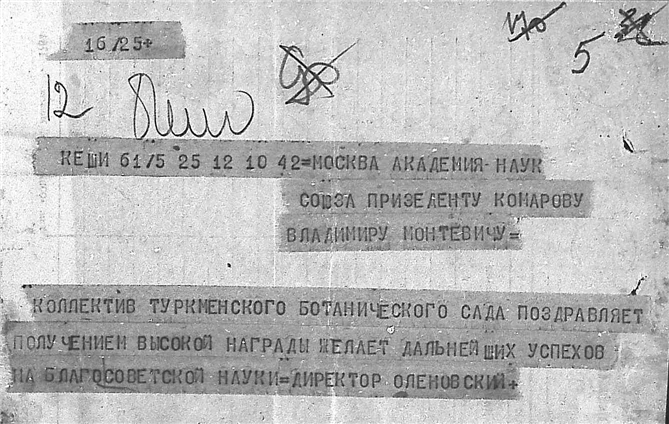 16/25+
5
12
КЕШИ 61/5 25 12 10 42=МОСКВА АКАДЕМИЯ-НАУК
СОЮЗА ПРИЗЕДЕНТУ КОМАРОВУ
ВЛАДИМИРУ МОНТЕВИЧУ=
КОЛЛЕКТИВ ТУРКМЕНСКОГО БОТАНИЧЕСКОГО САДА ПОЗДРАВЛЯЕТ
ПОЛУЧЕНИЕМ ВЫСОКОЙ НАГРАДЫ ЖЕЛАЕТ ДАЛЬНЕЙШИХ УСПЕХОВ
НА БЛАГОСОВЕТСКОЙ НАУКИ=ДИРЕКТОР ОЛЕНОВСКИЙ+